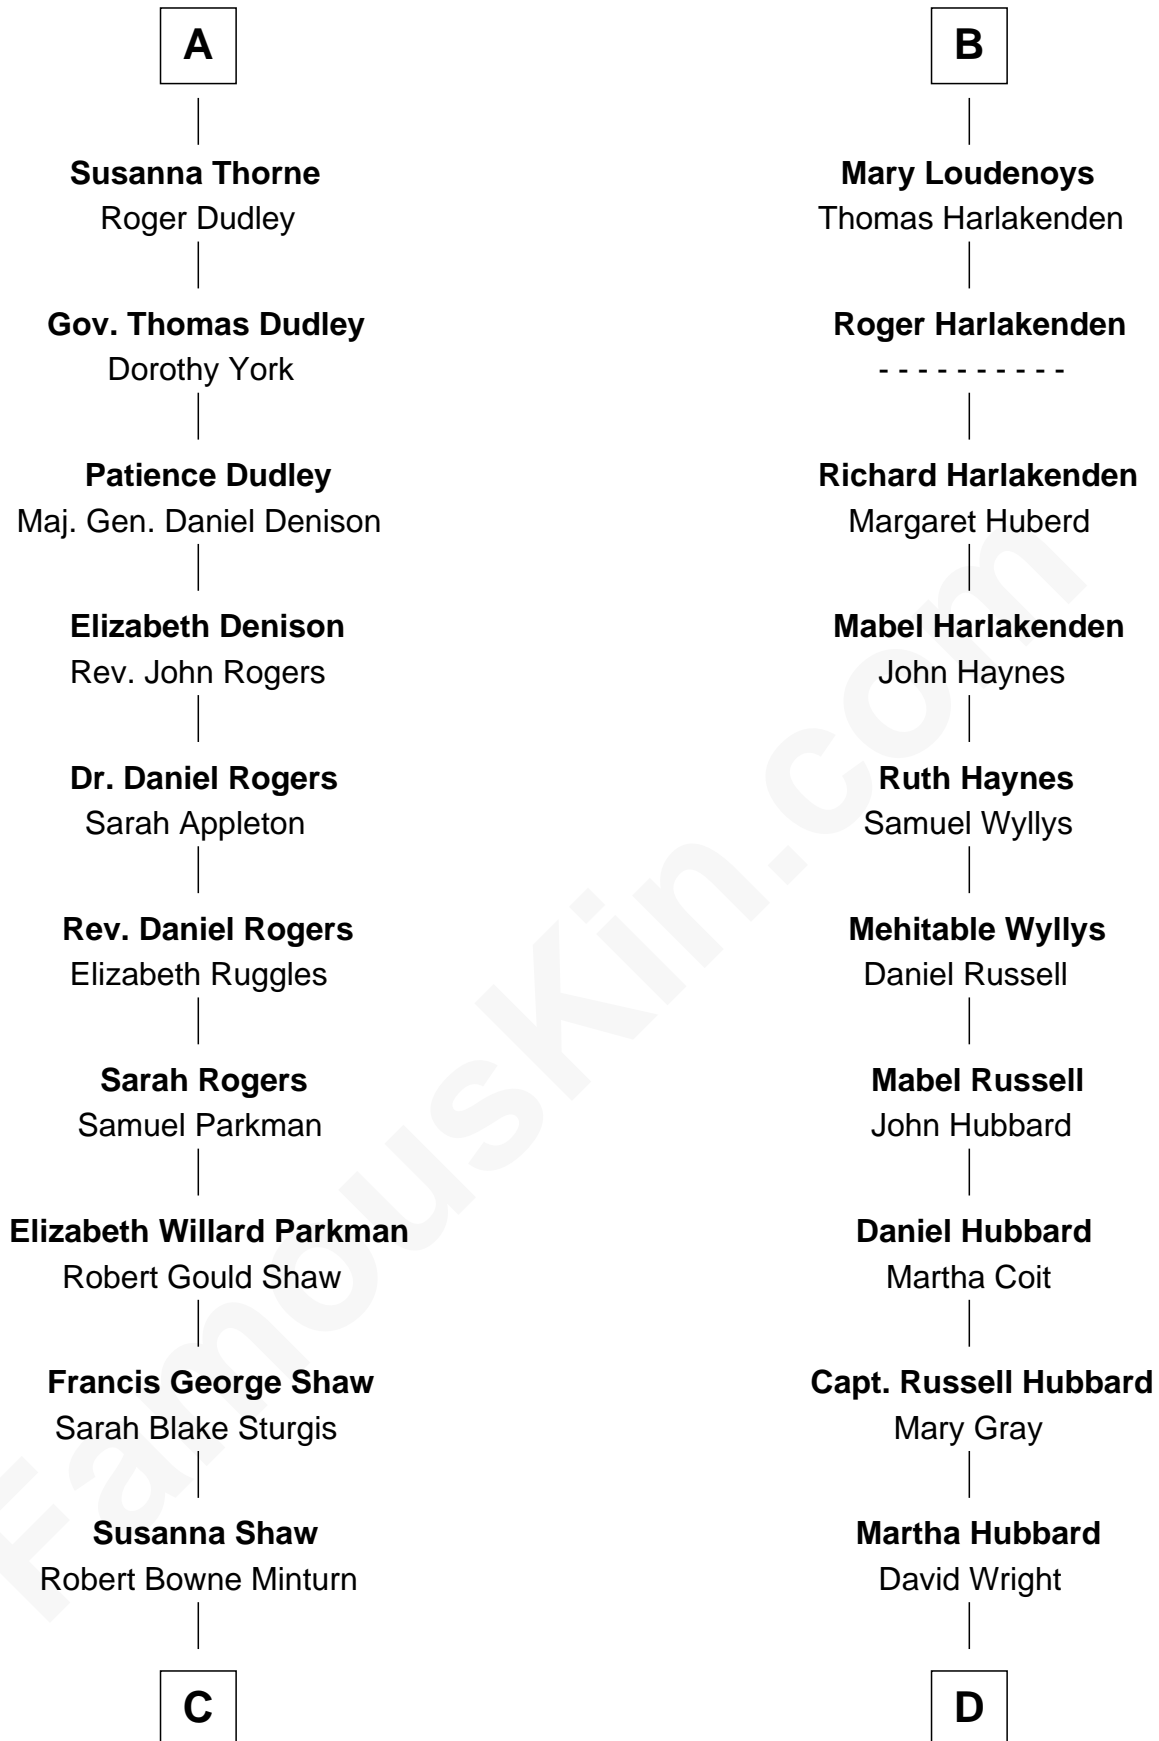 A
Susanna Thorne
Roger Dudley
Gov. Thomas Dudley
Dorothy York
Patience Dudley
Maj. Gen. Daniel Denison
Elizabeth Denison
Rev. John Rogers
Dr. Daniel Rogers
Sarah Appleton
Rev. Daniel Rogers
Elizabeth Ruggles
Sarah Rogers
Samuel Parkman
Elizabeth Willard Parkman
Robert Gould Shaw
Francis George Shaw
Sarah Blake Sturgis
Susanna Shaw
Robert Bowne Minturn
C
B
Mary Loudenoys
Thomas Harlakenden
Roger Harlakenden
- - - - - - - - - -
Richard Harlakenden
Margaret Huberd
Mabel Harlakenden
John Haynes
Ruth Haynes
Samuel Wyllys
Mehitable Wyllys
Daniel Russell
Mabel Russell
John Hubbard
Daniel Hubbard
Martha Coit
Capt. Russell Hubbard
Mary Gray
Martha Hubbard
David Wright
D
FamousKin.com